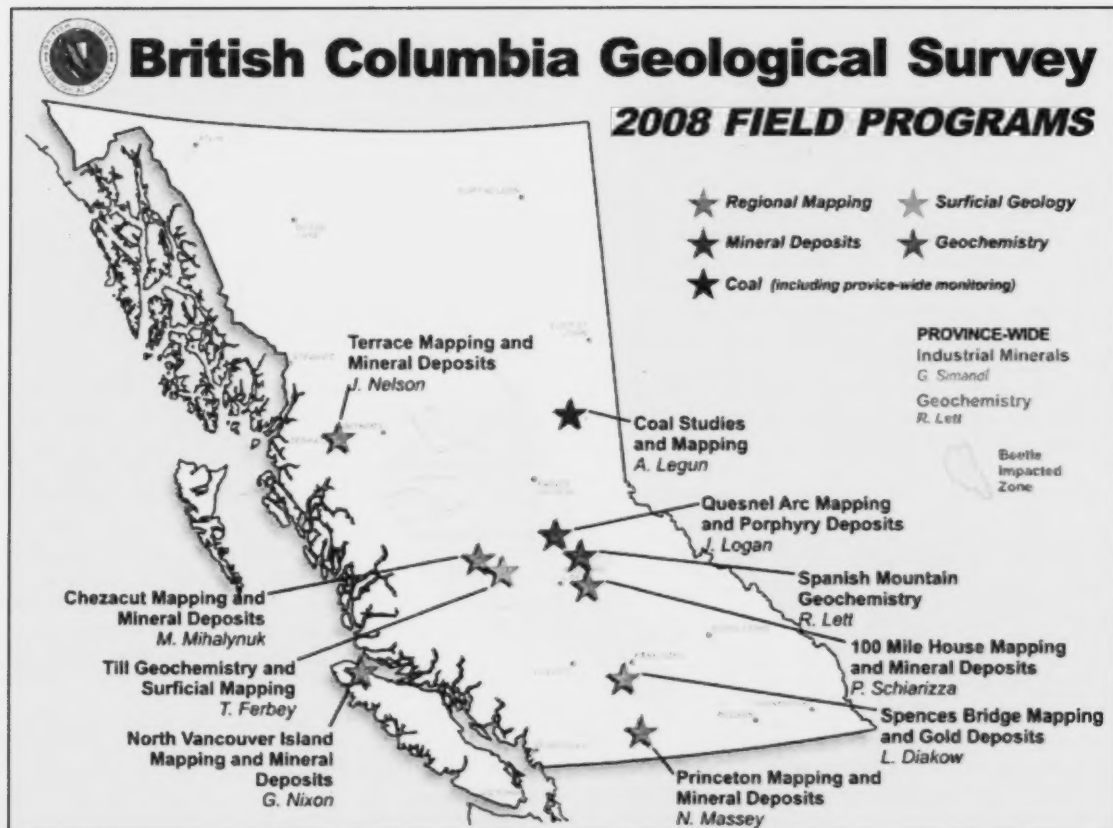 British Columbia Geological Survey
2008 FIELD PROGRAMS
Regional Mapping
Surficial Geology
Mineral Deposits
Geochemistry
Coal (including provice-wide monitoring)
PROVINCE-WIDE
Industrial Minerals
G. Simandl
Geochemistry
R. Lett
Beetle
Impacted
Zone
Terrace Mapping and
Mineral Deposits
J. Nelson
Coal Studies
and Mapping
A. Legun
Quesnel Arc Mapping
and Porphyry Deposits
J. Logan
Spanish Mountain
Geochemistry
R. Lett
Chezacut Mapping and
Mineral Deposits
M. Mihalynuk
100 Mile House Mapping
and Mineral Deposits
P. Schiarizza
Till Geochemistry and
Surficial Mapping
T. Ferbey
Spences Bridge Mapping
and Gold Deposits
L. Diakow
North Vancouver Island
Mapping and Mineral
Deposits
G. Nixon
Princeton Mapping and
Mineral Deposits
N. Massey